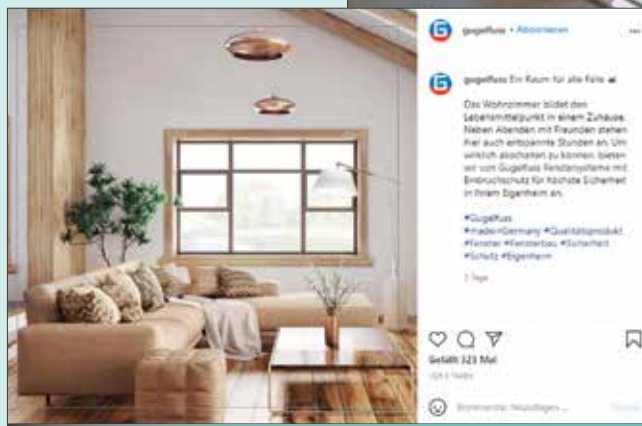 gugelfuss • Abonnieren
gugelfuss Ein Raum für alle Fälle
Das Wohnzimmer bildet den
Lebensmittelpunkt in einem Zuhause.
Neben Abenden mit Freunden stehen
hier auch entspannte Stunden an. Um
wirklich abschalten zu können, bieten
wir von Gugelfuss Fenstersysteme mit
Einbruchschutz für höchste Sicherheit
in Ihrem Eigenheim an.
#Gugelfuss
#madeinGermany #Qualitätsprodukt
#Fenster #Fensterbau #Sicherheit
#Schutz #Eigenheim
Gefällt 323 Mal
Kommentar hinzufügen ...